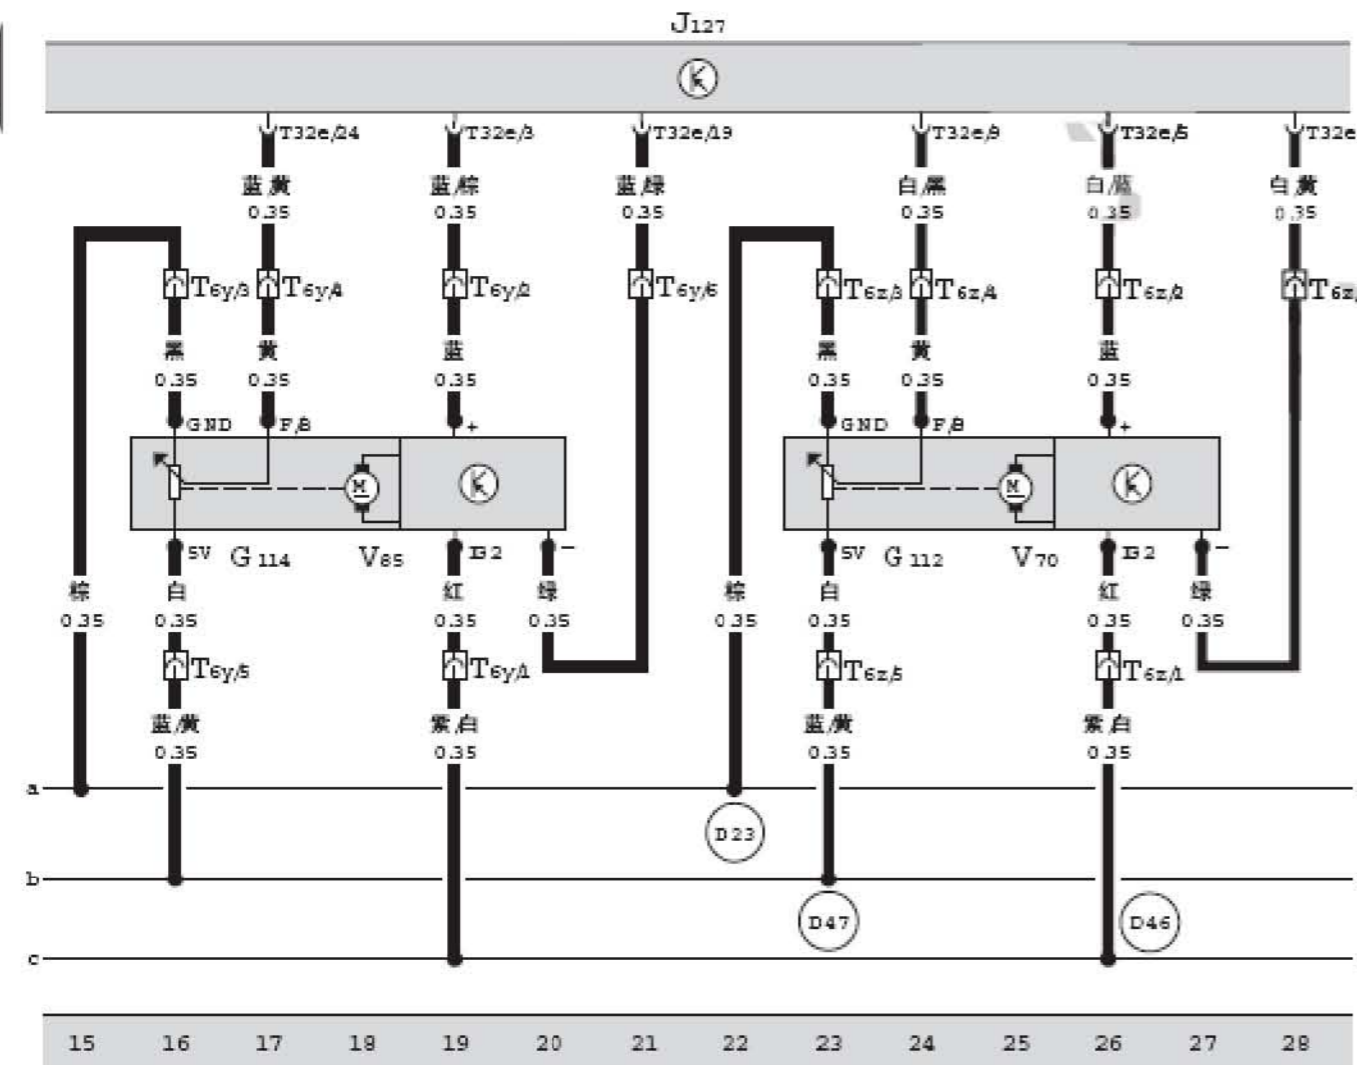 J127
T32e/24 T32e/3 T32e/19 T32e/9 T32e/5 T32e
蓝/黄 蓝/棕 蓝/绿 白/黑 白/蓝 白/黄
0.35 0.35 0.35 0.35 0.35 0.35
T6y/3 T6y/4 T6y/2 T6y/6 T6z/3 T6z/4 T6z/2 T6z/
黑 黄 蓝 黑 黄 蓝
0.35 0.35 0.35 0.35 0.35 0.35
GND F/8 + GND F/8 +
M M
5V G114 V85 B2 - 5V G112 V70 B2 -
棕 白 红 绿 棕 白 红 绿
0.35 0.35 0.35 0.35 0.35 0.35 0.35 0.35
T6y/5 T6y/1 T6z/5 T6z/1
蓝/黄 紫/白 蓝/黄 紫/白
0.35 0.35 0.35 0.35
a
D23
b
D47 D46
c
15 16 17 18 19 20 21 22 23 24 25 26 27 28